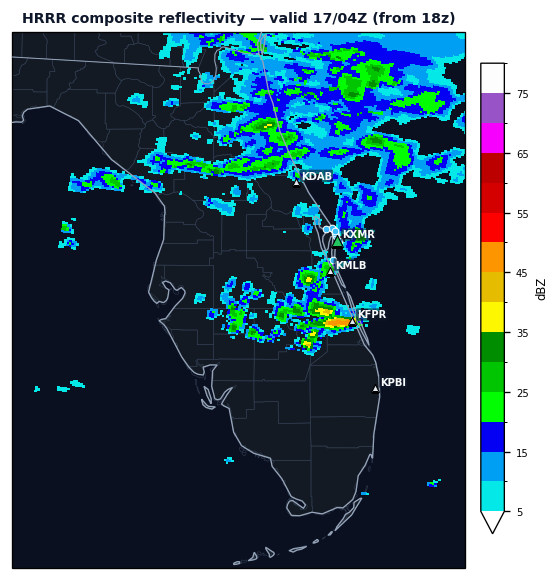 HRRR composite reflectivity — valid 17/04Z (from 18z)
75
65
55
45
35
25
15
5
dBZ
KDAB
KXMR
KMLB
KFPR
KPBI